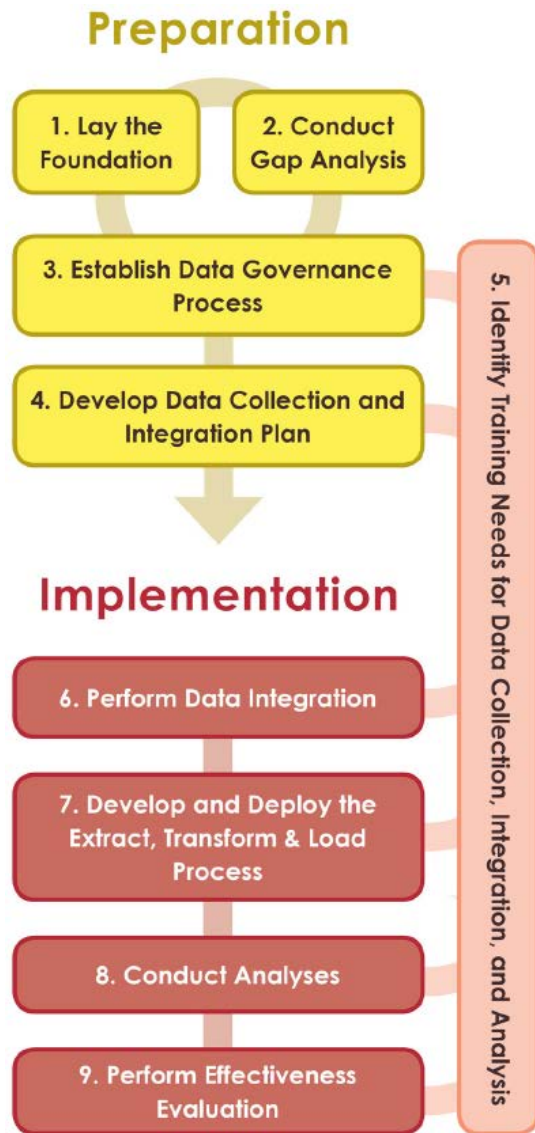 Preparation
1. Lay the
Foundation
2. Conduct
Gap Analysis
3. Establish Data Governance
Process
4. Develop Data Collection and
Integration Plan
5. Identify Training Needs for Data Collection, Integration, and Analysis
Implementation
6. Perform Data Integration
7. Develop and Deploy the
Extract, Transform & Load
Process
8. Conduct Analyses
9. Perform Effectiveness
Evaluation